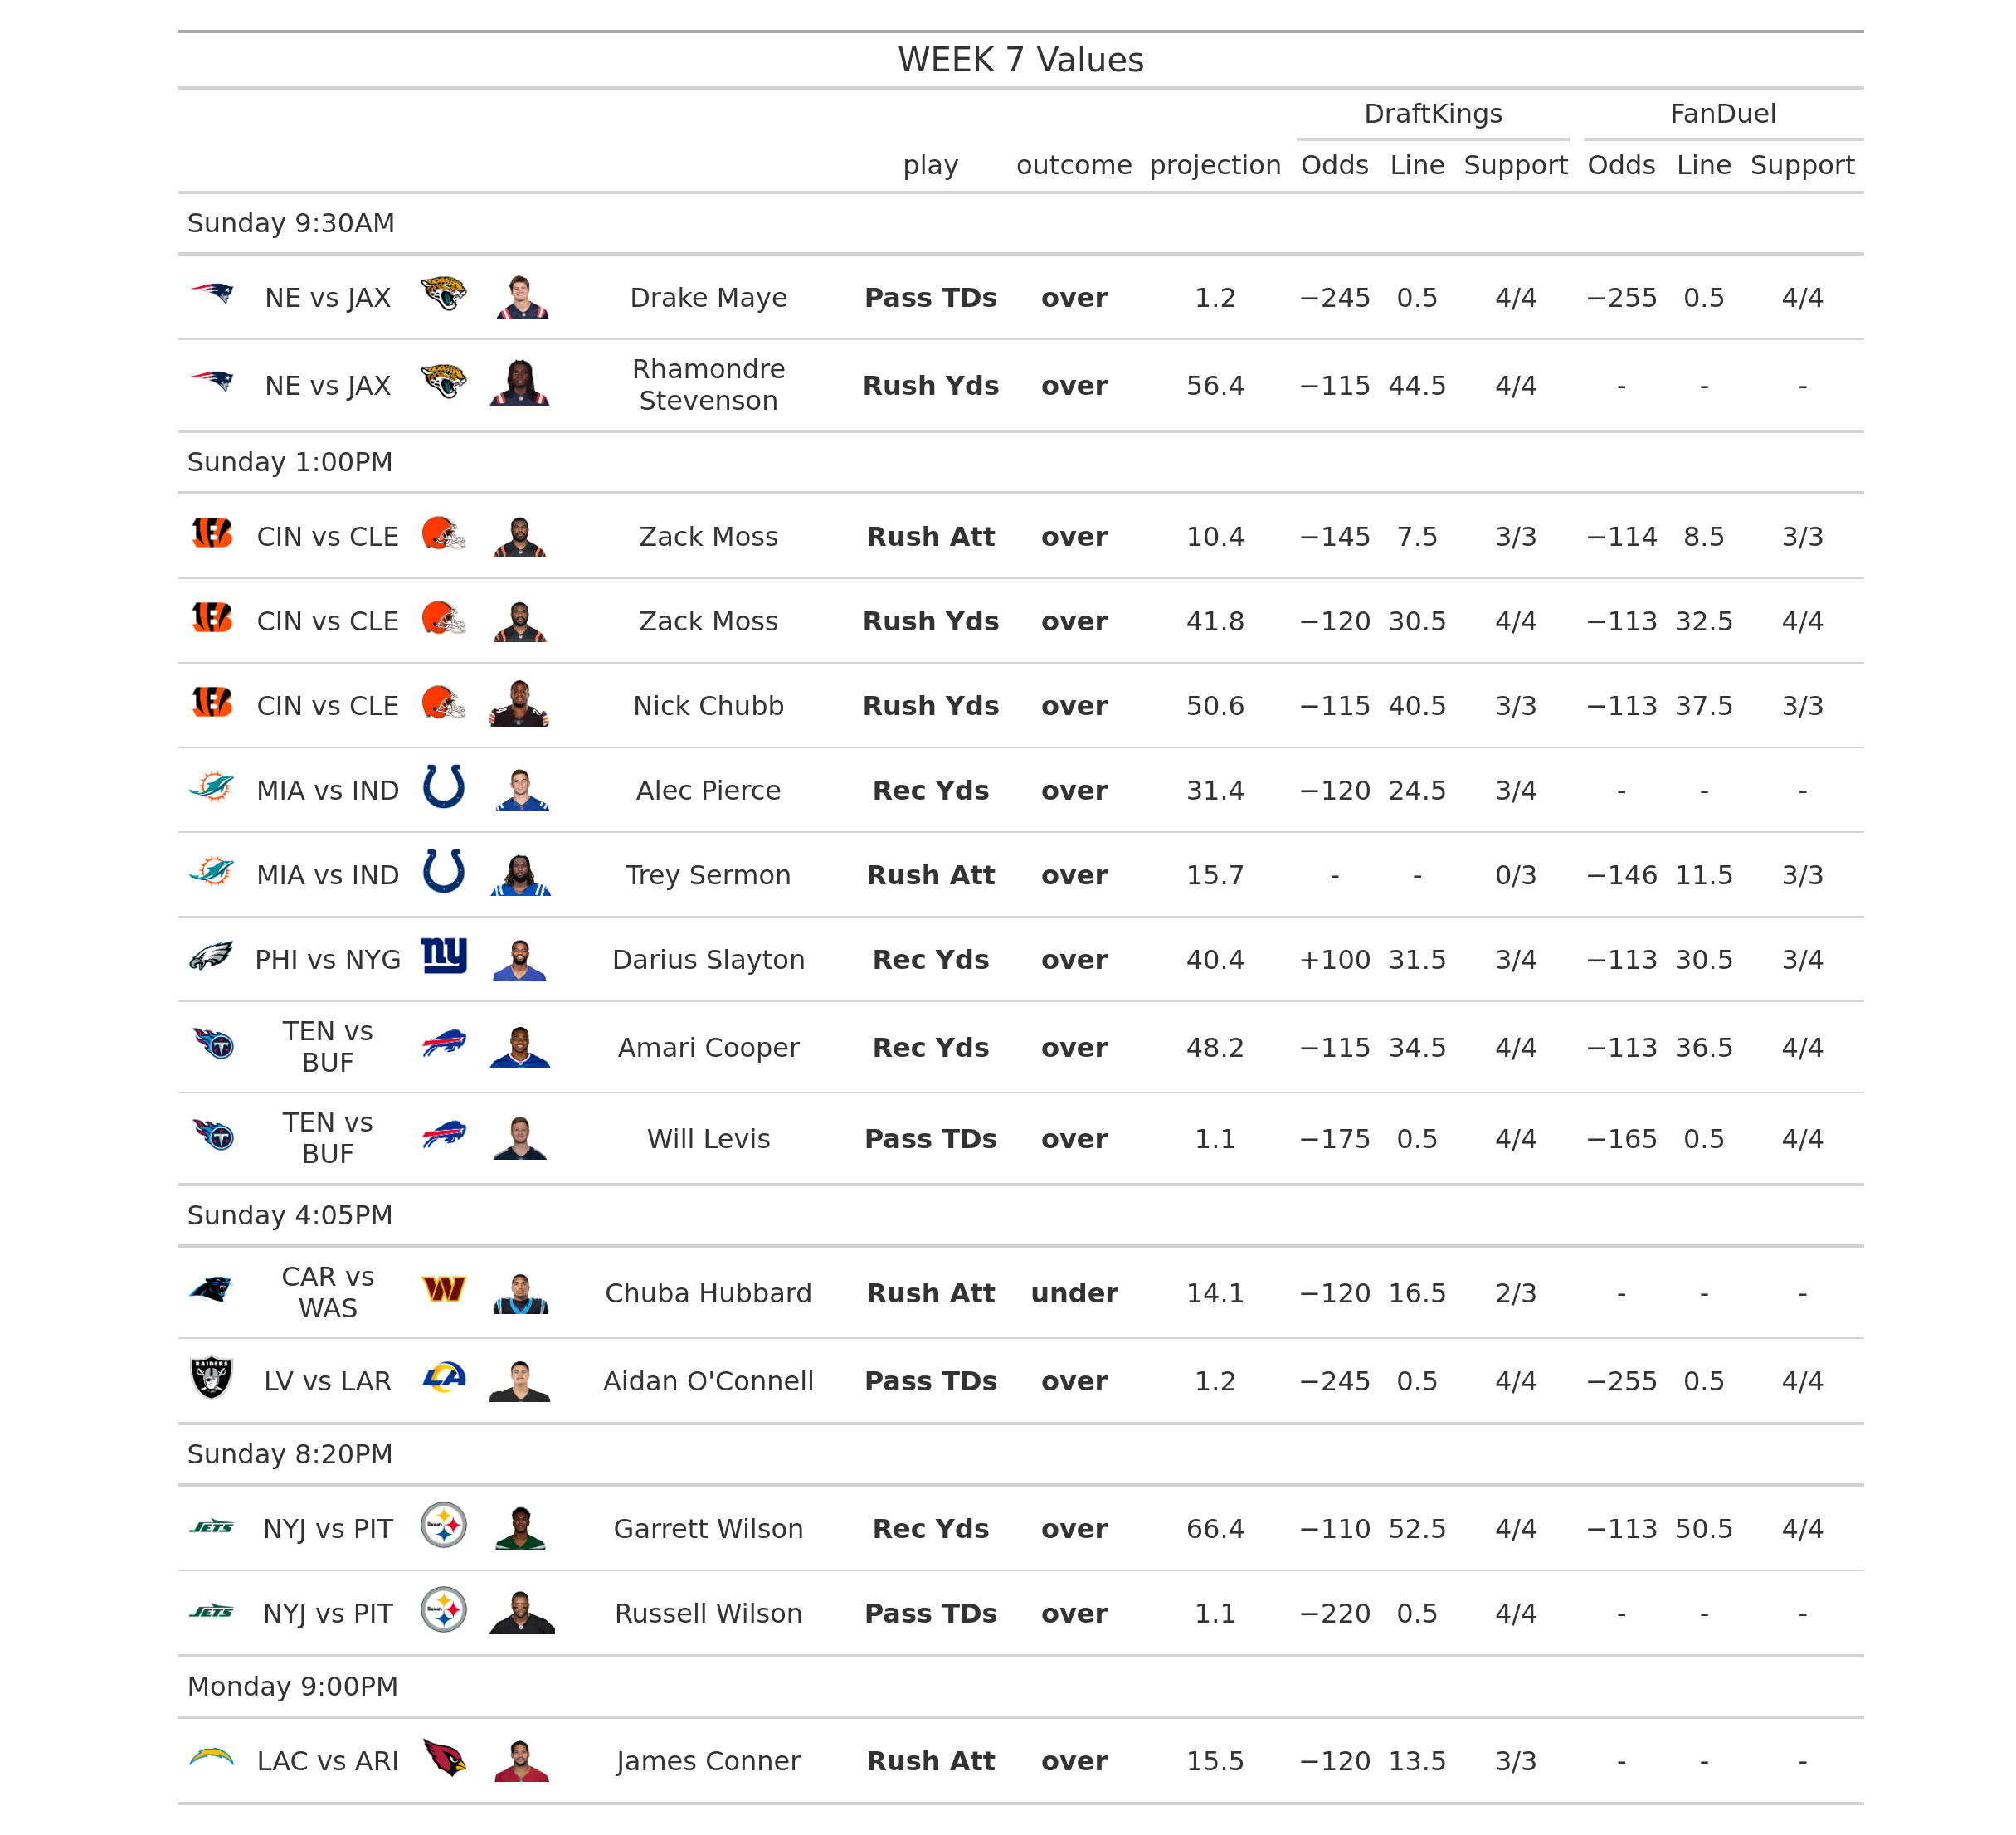 WEEK 7 Values
DraftKings FanDuel
play outcome projection Odds Line Support Odds Line Support
Sunday 9:30AM
NE vs JAX Drake Maye Pass TDs over 1.2 −245 0.5 4/4 −255 0.5 4/4
NE vs JAX Rhamondre Stevenson Rush Yds over 56.4 −115 44.5 4/4 - - -
Sunday 1:00PM
CIN vs CLE Zack Moss Rush Att over 10.4 −145 7.5 3/3 −114 8.5 3/3
CIN vs CLE Zack Moss Rush Yds over 41.8 −120 30.5 4/4 −113 32.5 4/4
CIN vs CLE Nick Chubb Rush Yds over 50.6 −115 40.5 3/3 −113 37.5 3/3
MIA vs IND Alec Pierce Rec Yds over 31.4 −120 24.5 3/4 - - -
MIA vs IND Trey Sermon Rush Att over 15.7 - - 0/3 −146 11.5 3/3
PHI vs NYG ny Darius Slayton Rec Yds over 40.4 +100 31.5 3/4 −113 30.5 3/4
TEN vs BUF Amari Cooper Rec Yds over 48.2 −115 34.5 4/4 −113 36.5 4/4
TEN vs BUF Will Levis Pass TDs over 1.1 −175 0.5 4/4 −165 0.5 4/4
Sunday 4:05PM
CAR vs WAS W Chuba Hubbard Rush Att under 14.1 −120 16.5 2/3 - - -
RAIDERS LV vs LAR LA Aidan O'Connell Pass TDs over 1.2 −245 0.5 4/4 −255 0.5 4/4
Sunday 8:20PM
JETS NYJ vs PIT Steelers Garrett Wilson Rec Yds over 66.4 −110 52.5 4/4 −113 50.5 4/4
JETS NYJ vs PIT Steelers Russell Wilson Pass TDs over 1.1 −220 0.5 4/4 - - -
Monday 9:00PM
LAC vs ARI James Conner Rush Att over 15.5 −120 13.5 3/3 - - -